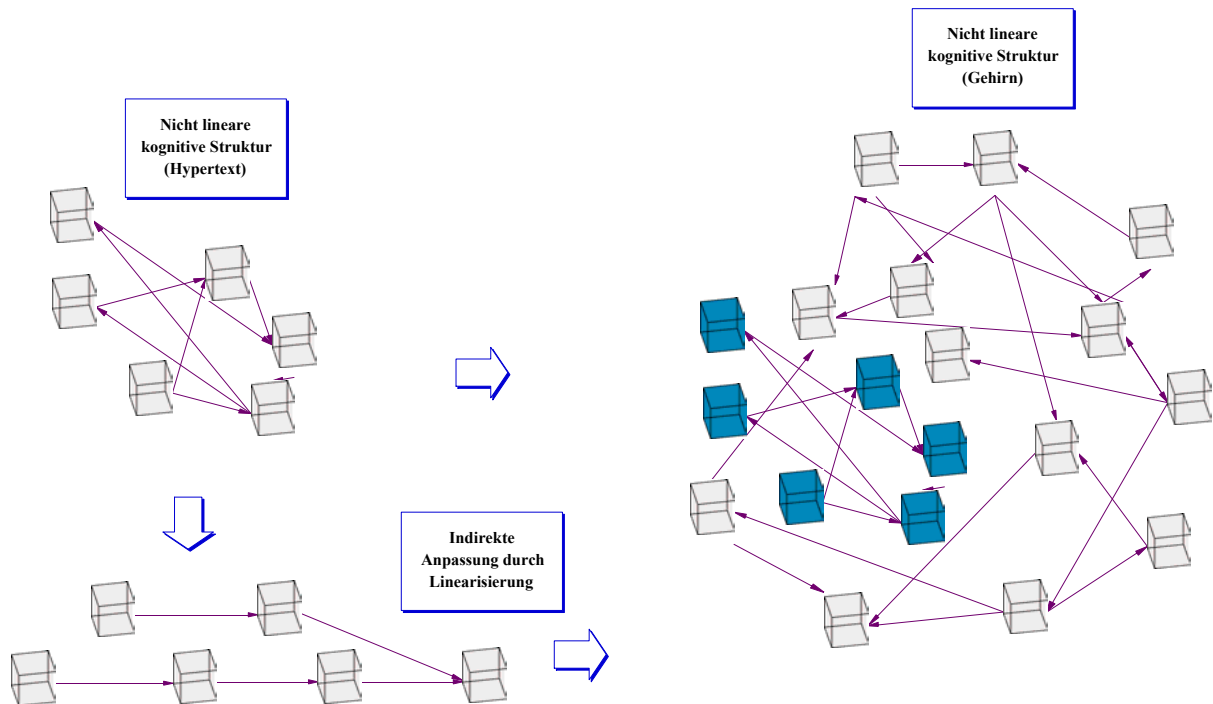 Nicht lineare
kognitive Struktur
(Hypertext)
Nicht lineare
kognitive Struktur
(Gehirn)
Indirekte
Anpassung durch
Linearisierung